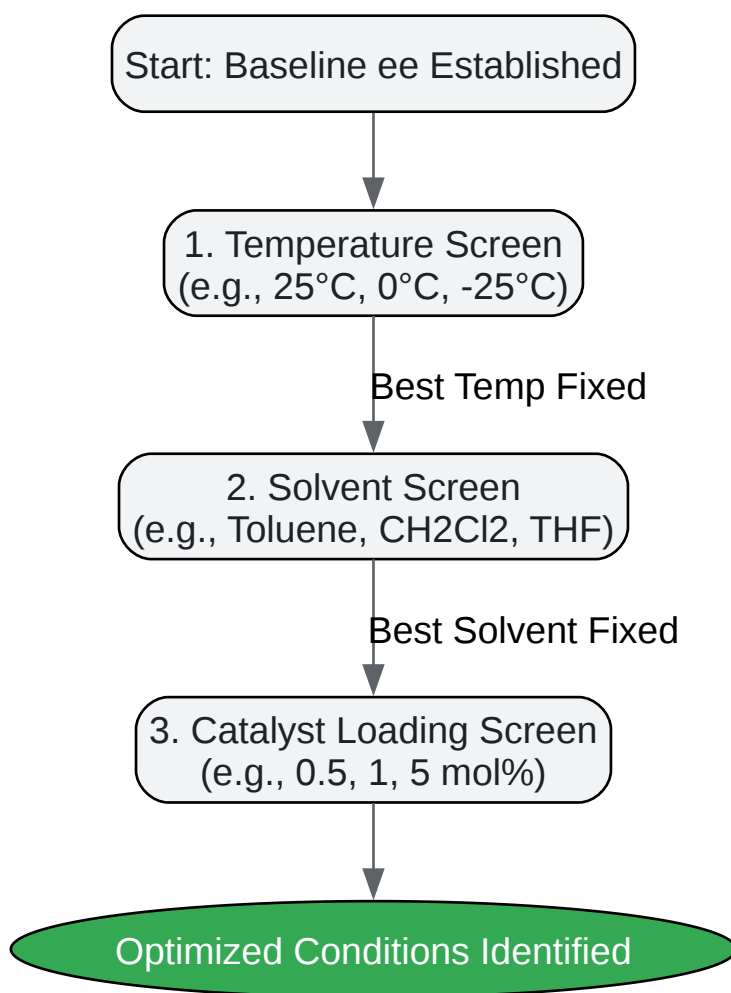 Start: Baseline ee Established
1. Temperature Screen
(e.g., 25°C, 0°C, -25°C)
Best Temp Fixed
2. Solvent Screen
(e.g., Toluene, CH2Cl2, THF)
Best Solvent Fixed
3. Catalyst Loading Screen
(e.g., 0.5, 1, 5 mol%)
Optimized Conditions Identified